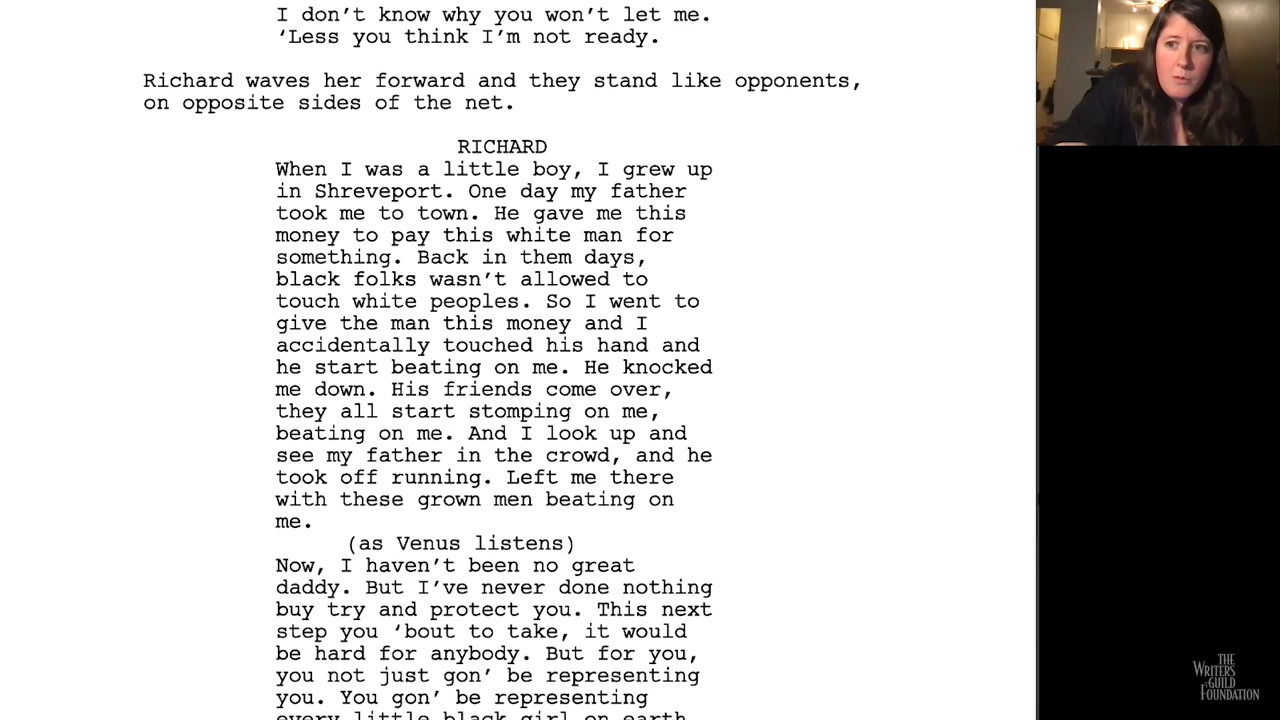 I don't know why you won't let me.
‘Less you think I'm not ready.
Richard waves her forward and they stand like opponents,
on opposite sides of the net.
RICHARD
When I was a little boy, I grew up
in Shreveport. One day my father
took me to town. He gave me this
money to pay this white man for
something. Back in them days,
black folks wasn't allowed to
touch white peoples. So I went to
give the man this money and I
accidentally touched his hand and
he start beating on me. He knocked
me down. His friends come over,
they all start stomping on me,
beating on me. And I look up and
see my father in the crowd, and he
took off running. Left me there
with these grown men beating on
me.
(as Venus listens)
Now, I haven't been no great
daddy. But I've never done nothing
buy try and protect you. This next
step you ‘bout to take, it would
be hard for anybody. But for you,
you not just gon' be representing
you. You gon' be representing
every little black girl on earth
THE
WRITERS
GUILD
FOUNDATION